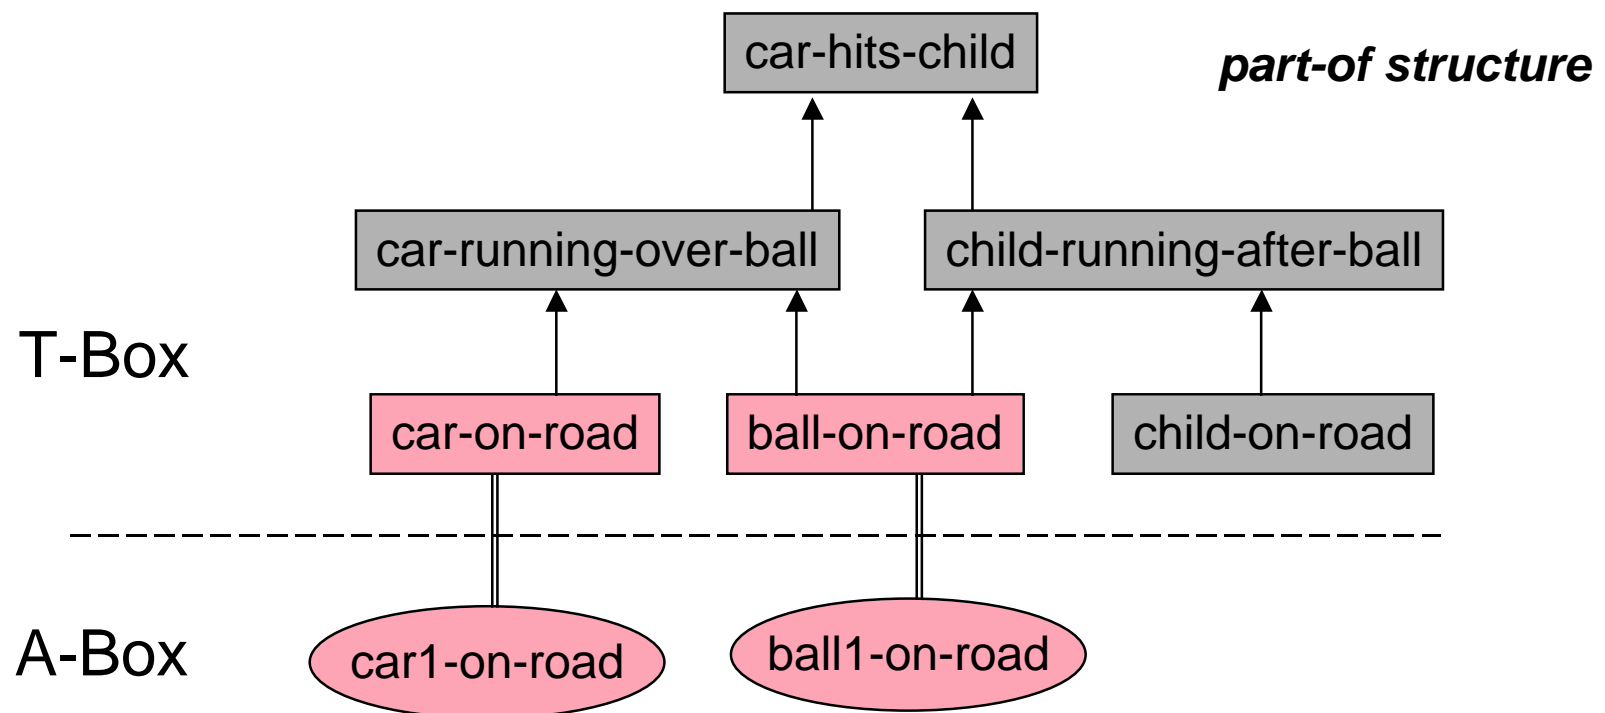 car-hits-child
part-of structure
car-running-over-ball
child-running-after-ball
T-Box
car-on-road
ball-on-road
child-on-road
A-Box
car1-on-road
ball1-on-road